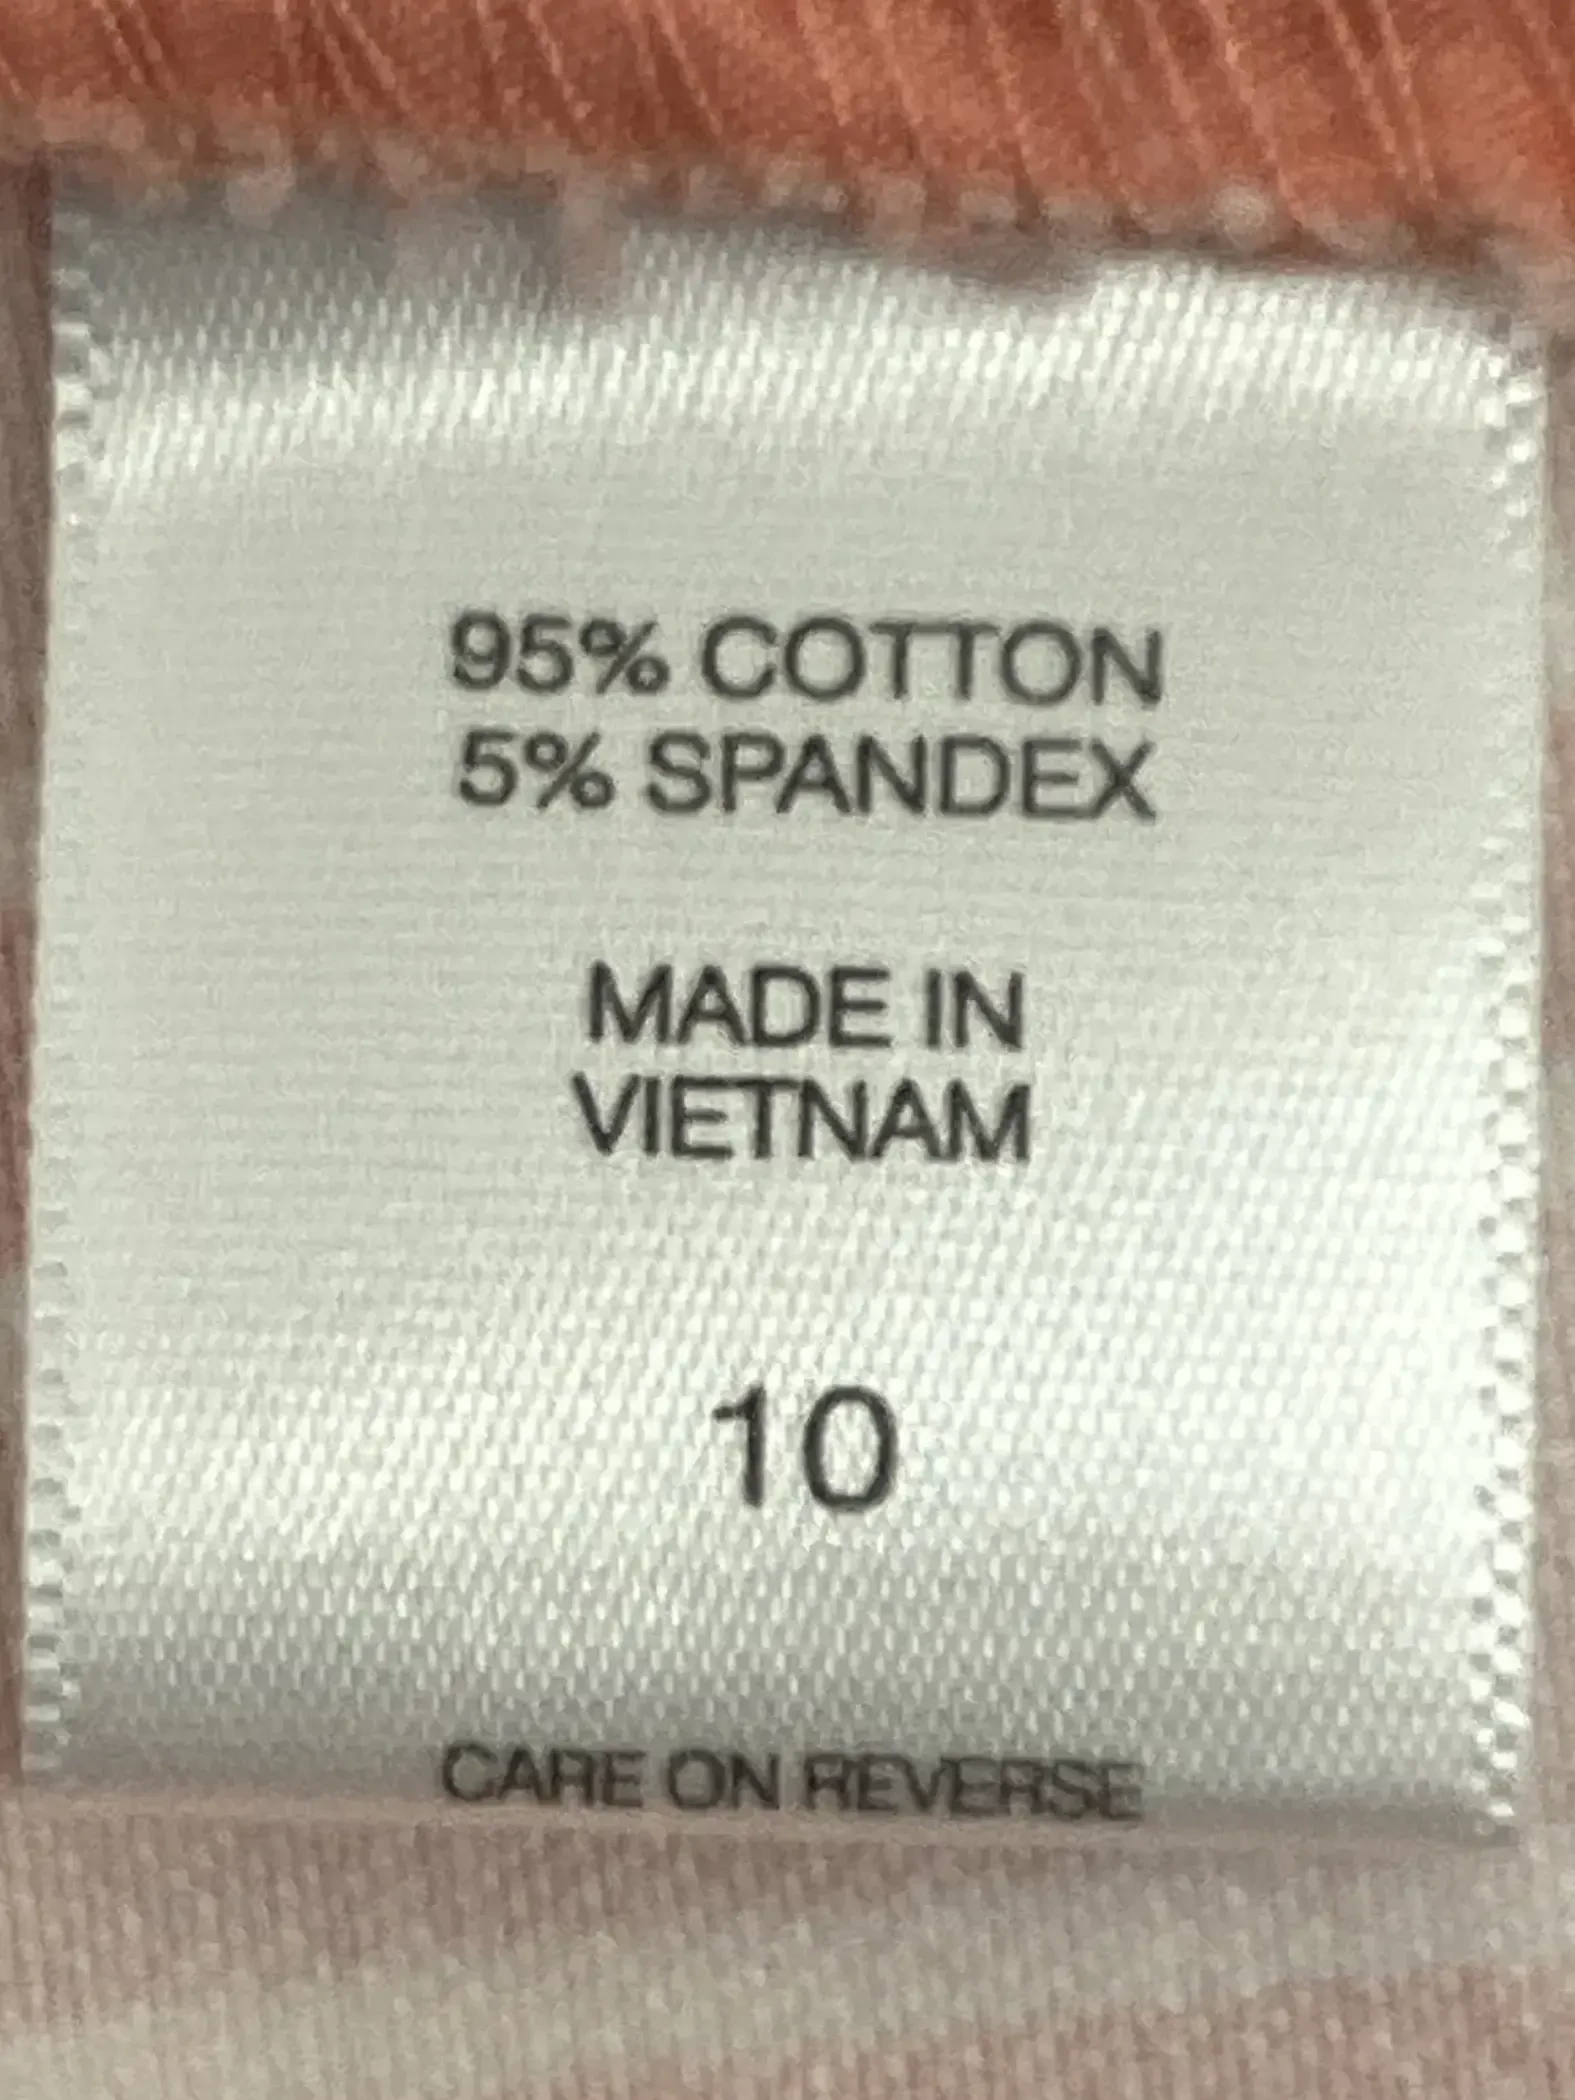 95% COTTON
5% SPANDEX
MADE IN
VIETNAM
10
CARE ON REVERSE